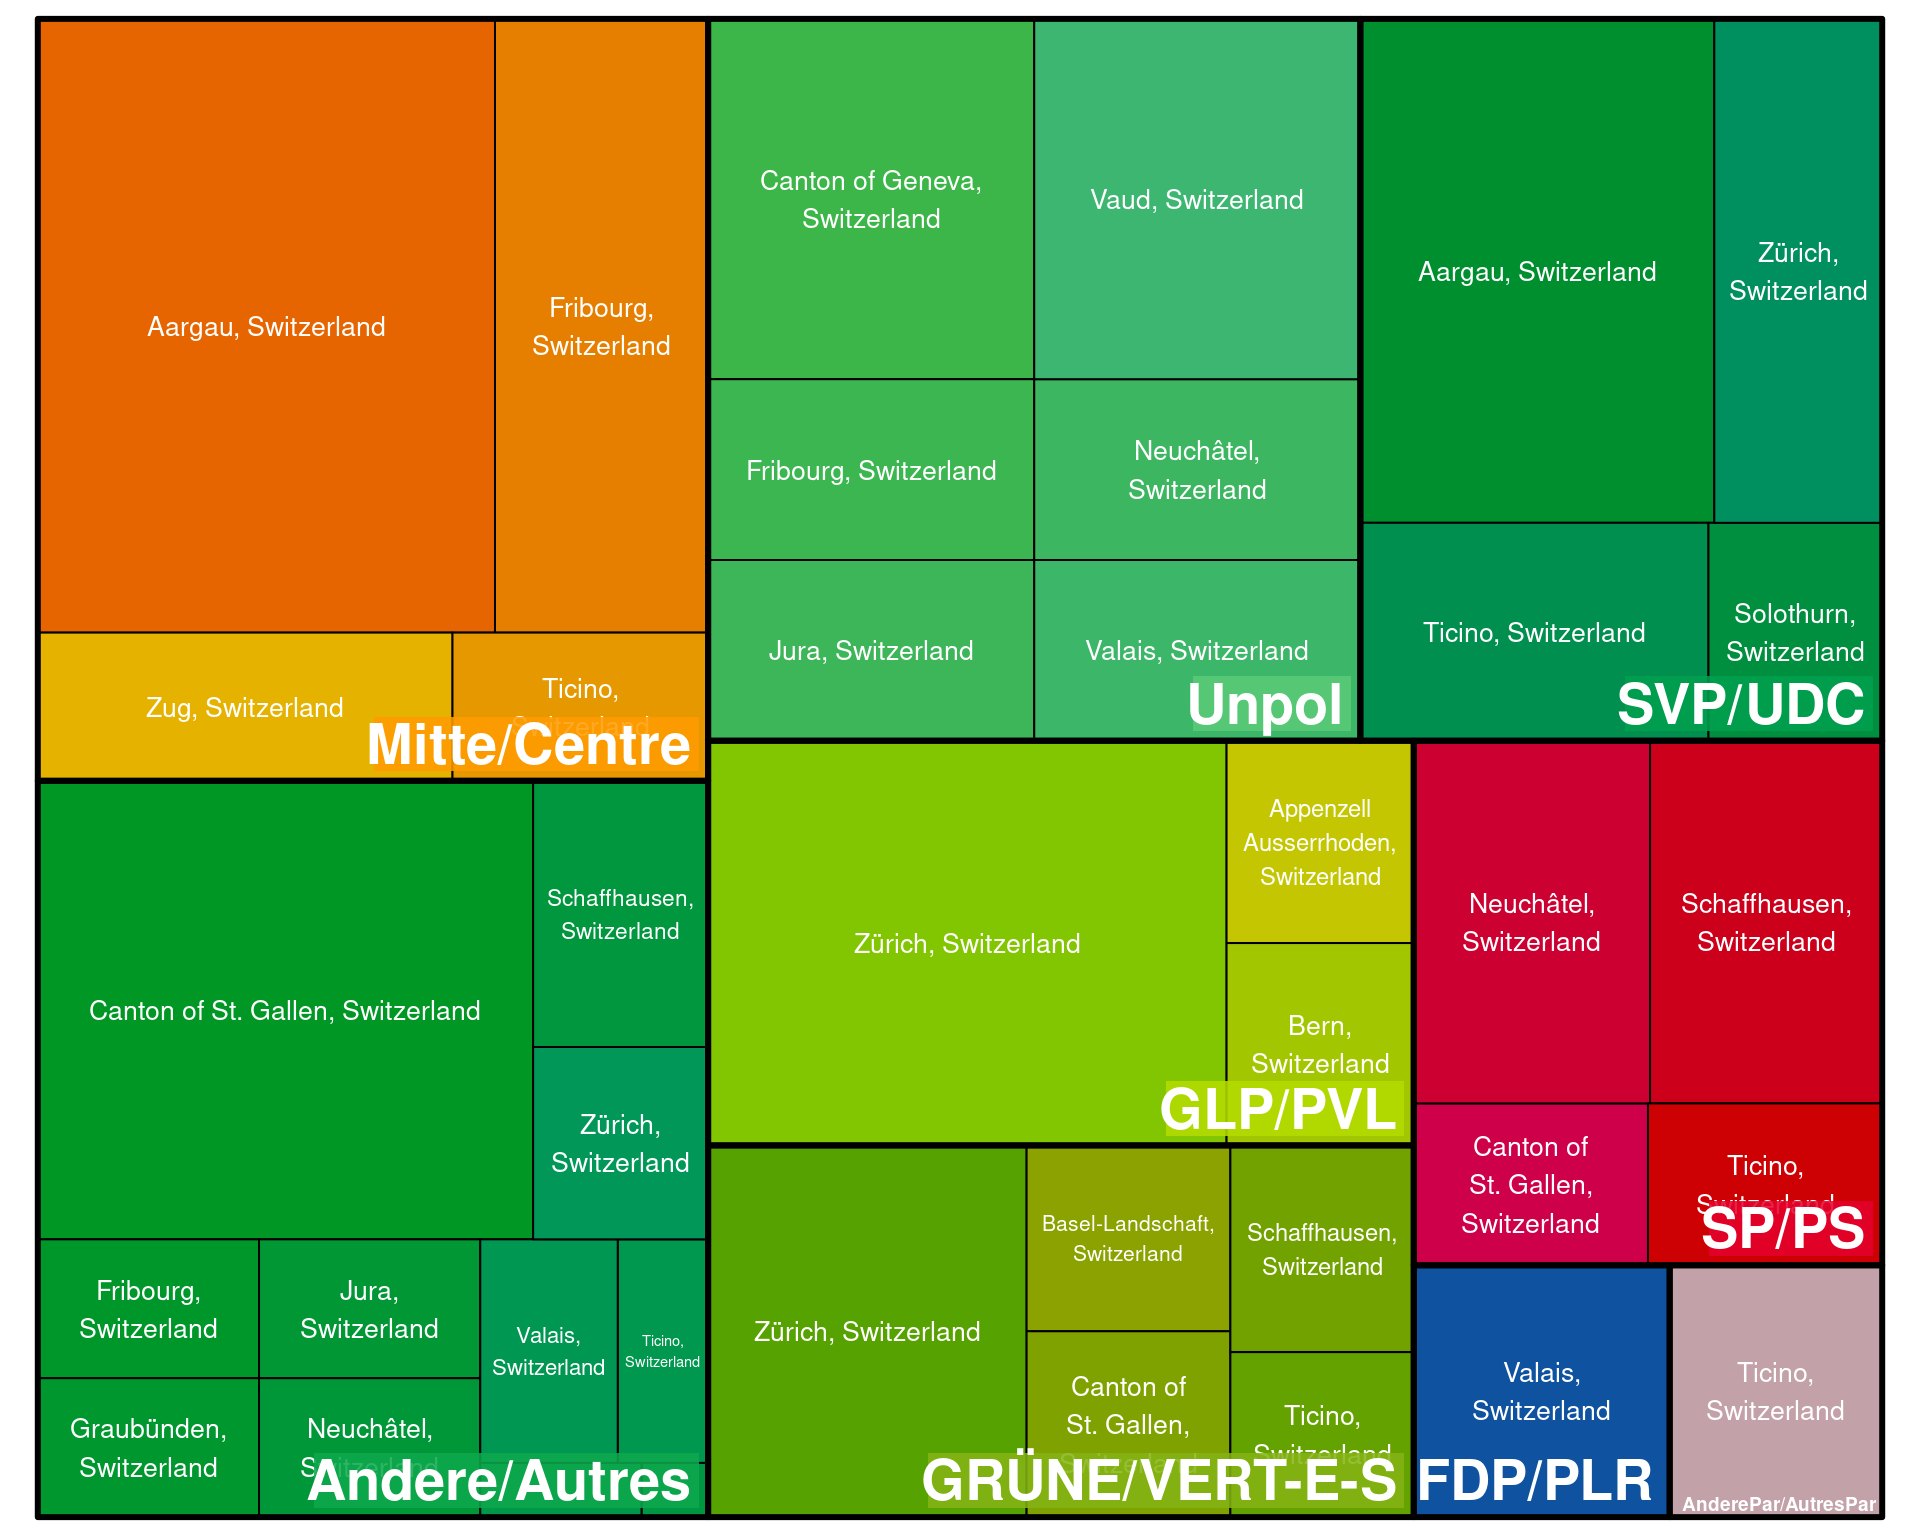 Aargau, Switzerland
Fribourg,
Switzerland
Zug, Switzerland
Ticino,
Switzerland
Mitte/Centre
Canton of Geneva,
Switzerland
Vaud, Switzerland
Fribourg, Switzerland
Neuchâtel,
Switzerland
Jura, Switzerland
Valais, Switzerland
Unpol
Aargau, Switzerland
Zürich,
Switzerland
Ticino, Switzerland
Solothurn,
Switzerland
SVP/UDC
Canton of St. Gallen, Switzerland
Schaffhausen,
Switzerland
Zürich,
Switzerland
Fribourg,
Switzerland
Jura,
Switzerland
Valais,
Switzerland
Ticino,
Switzerland
Graubünden,
Switzerland
Neuchâtel,
Switzerland
Andere/Autres
Zürich, Switzerland
Appenzell
Ausserrhoden,
Switzerland
Bern,
Switzerland
GLP/PVL
Zürich, Switzerland
Basel-Landschaft,
Switzerland
Schaffhausen,
Switzerland
Canton of
St. Gallen,
Switzerland
Ticino,
Switzerland
GRÜNE/VERT-E-S
Neuchâtel,
Switzerland
Schaffhausen,
Switzerland
Canton of
St. Gallen,
Switzerland
Ticino,
Switzerland
SP/PS
Valais,
Switzerland
FDP/PLR
Ticino,
Switzerland
AnderePar/AutresPar